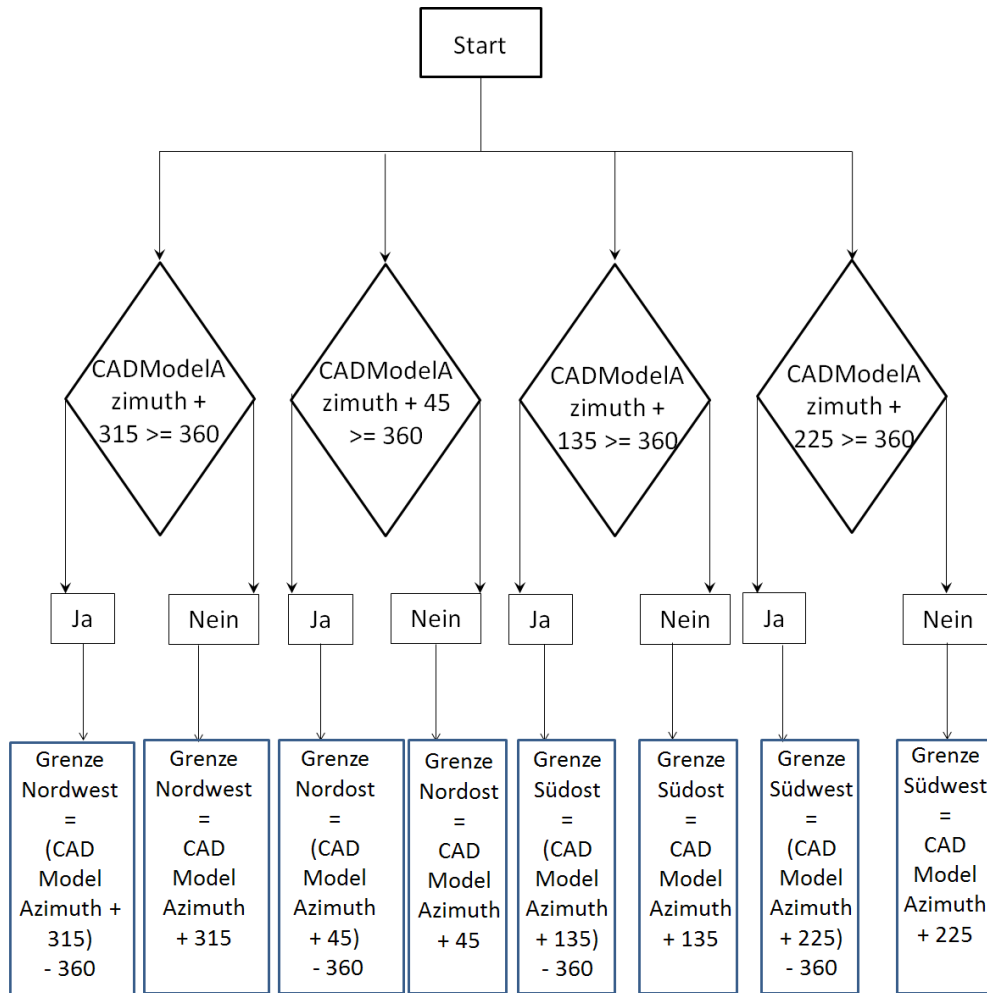 Start
CADModelA
zimuth +
315 >= 360
CADModelA
zimuth + 45
>= 360
CADModelA
zimuth +
135 >= 360
CADModelA
zimuth +
225 >= 360
Ja
Nein
Ja
Nein
Ja
Nein
Ja
Nein
Grenze
Nordwest
=
(CAD
Model
Azimuth +
315)
- 360
Grenze
Nordwest
=
CAD
Model
Azimuth
+ 315
Grenze
Nordost
=
(CAD
Model
Azimuth
+ 45)
- 360
Grenze
Nordost
=
CAD
Model
Azimuth
+ 45
Grenze
Südost
=
(CAD
Model
Azimuth
+ 135)
- 360
Grenze
Südost
=
CAD
Model
Azimuth
+ 135
Grenze
Südwest
=
(CAD
Model
Azimuth
+ 225)
- 360
Grenze
Südwest
=
CAD
Model
Azimuth
+ 225